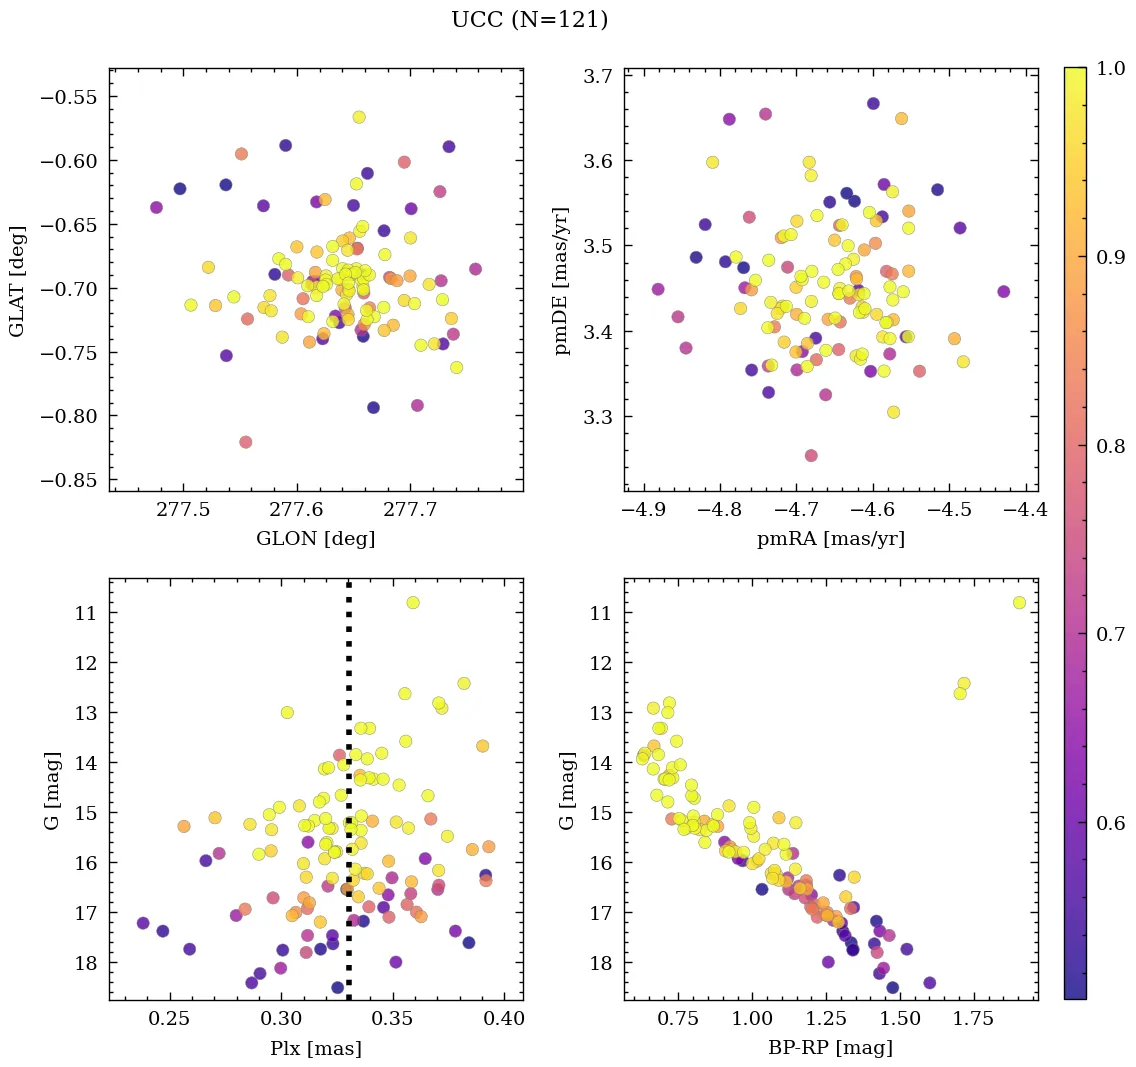 UCC (N=121)
−0.55
−0.60
−0.65
−0.70
−0.75
−0.80
−0.85
GLAT [deg]
277.5 277.6 277.7
GLON [deg]
3.7
3.6
3.5
3.4
3.3
pmDE [mas/yr]
−4.9 −4.8 −4.7 −4.6 −4.5 −4.4
pmRA [mas/yr]
11
12
13
14
15
16
17
18
G [mag]
0.25 0.30 0.35 0.40
Plx [mas]
11
12
13
14
15
16
17
18
G [mag]
0.75 1.00 1.25 1.50 1.75
BP-RP [mag]
1.0
0.9
0.8
0.7
0.6